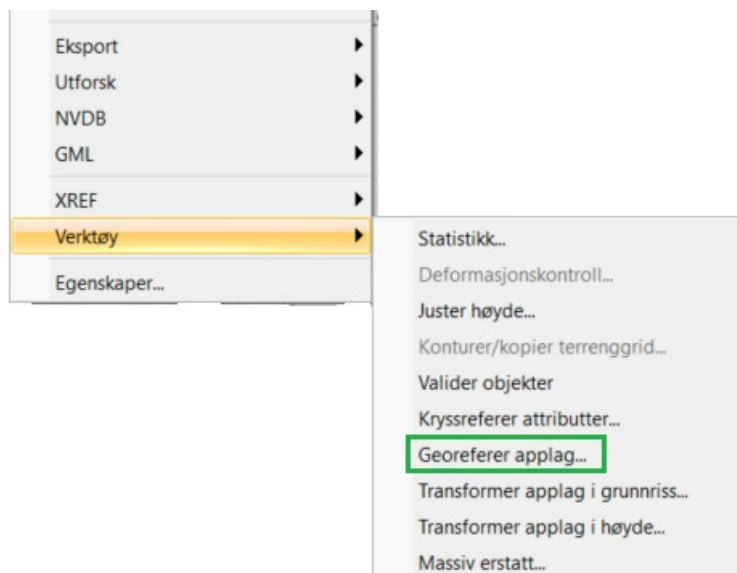 Eksport
Utforsk
NVDB
GML
XREF
Verktøy
Egenskaper...
Statistikk...
Deformasjonskontroll...
Juster høyde...
Konturer/kopier terrenggrid...
Valider objekter
Kryssreferer attributter...
Georeferer applag...
Transformer applag i grunnriss...
Transformer applag i høyde...
Massiv erstatt...